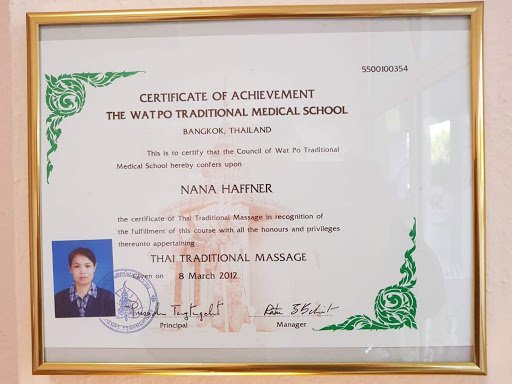 5500100354
CERTIFICATE OF ACHIEVEMENT
THE WAT PO TRADITIONAL MEDICAL SCHOOL
BANGKOK, THAILAND
This is to certify that the Council of Wat Po Traditional
Medical School hereby confers upon
NANA HAFFNER
the certificate of Thai Traditional Massage in recognition of
the fulfillment of this course with all the honours and privileges
thereunto appertaining
THAI TRADITIONAL MASSAGE
Given on 8 March 2012
Principal
Manager